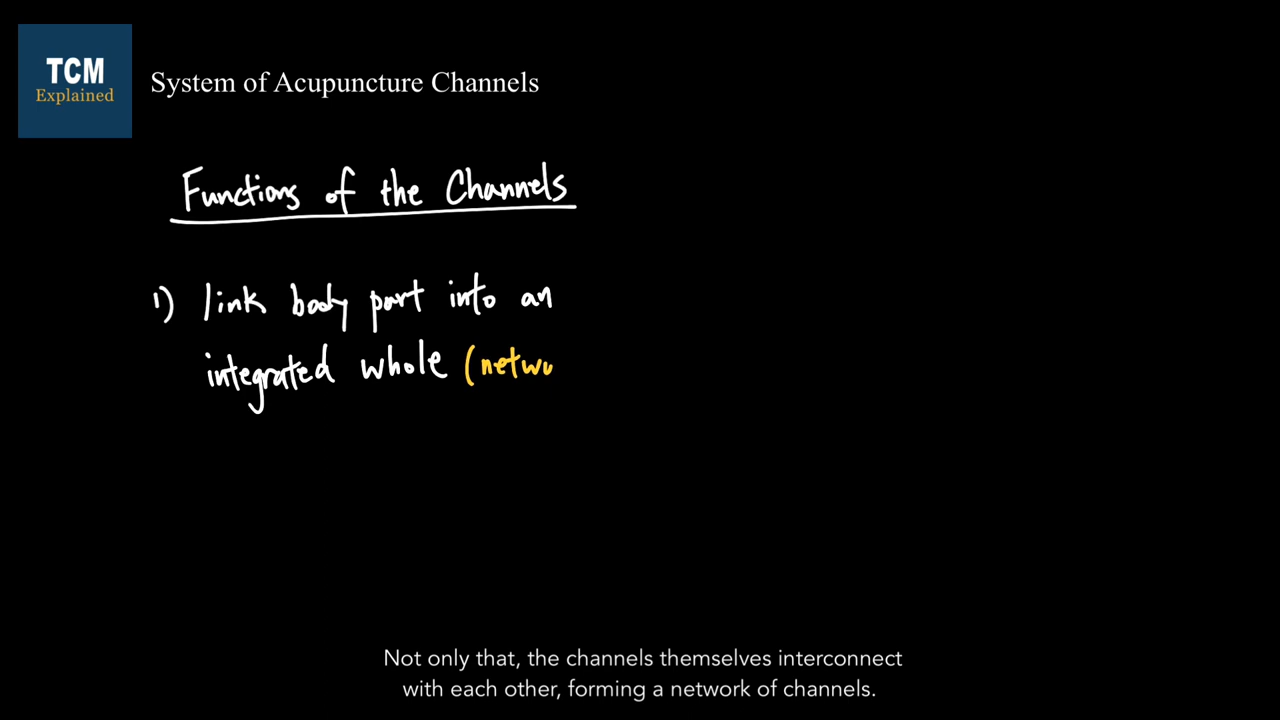 TCM
Explained
System of Acupuncture Channels
Functions of the Channels
1) link body part into an
integrated whole (netwo
Not only that, the channels themselves interconnect
with each other, forming a network of channels.